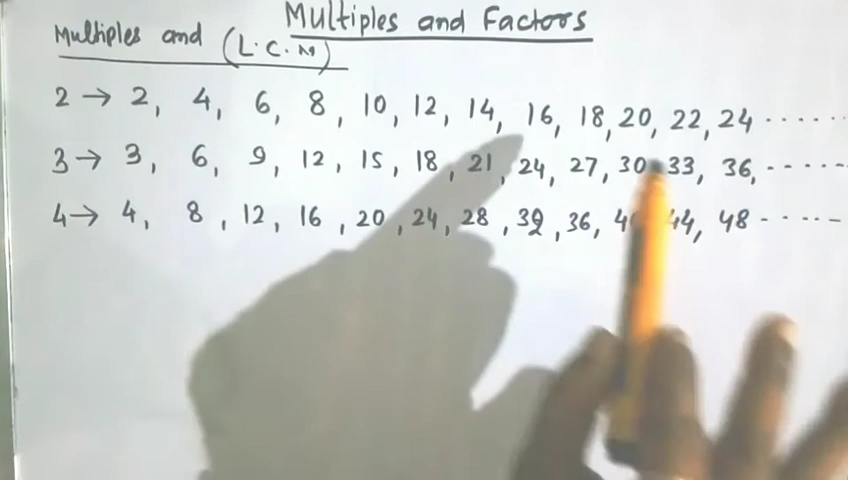 Multiples and Factors
Multiples and (L.C.M)
2 → 2, 4, 6, 8, 10, 12, 14, 16, 18, 20, 22, 24 ......
3 → 3, 6, 9, 12, 15, 18, 21, 24, 27, 30, 33, 36, ......
4 → 4, 8, 12, 16, 20, 24, 28, 32, 36, 44, 48 ......